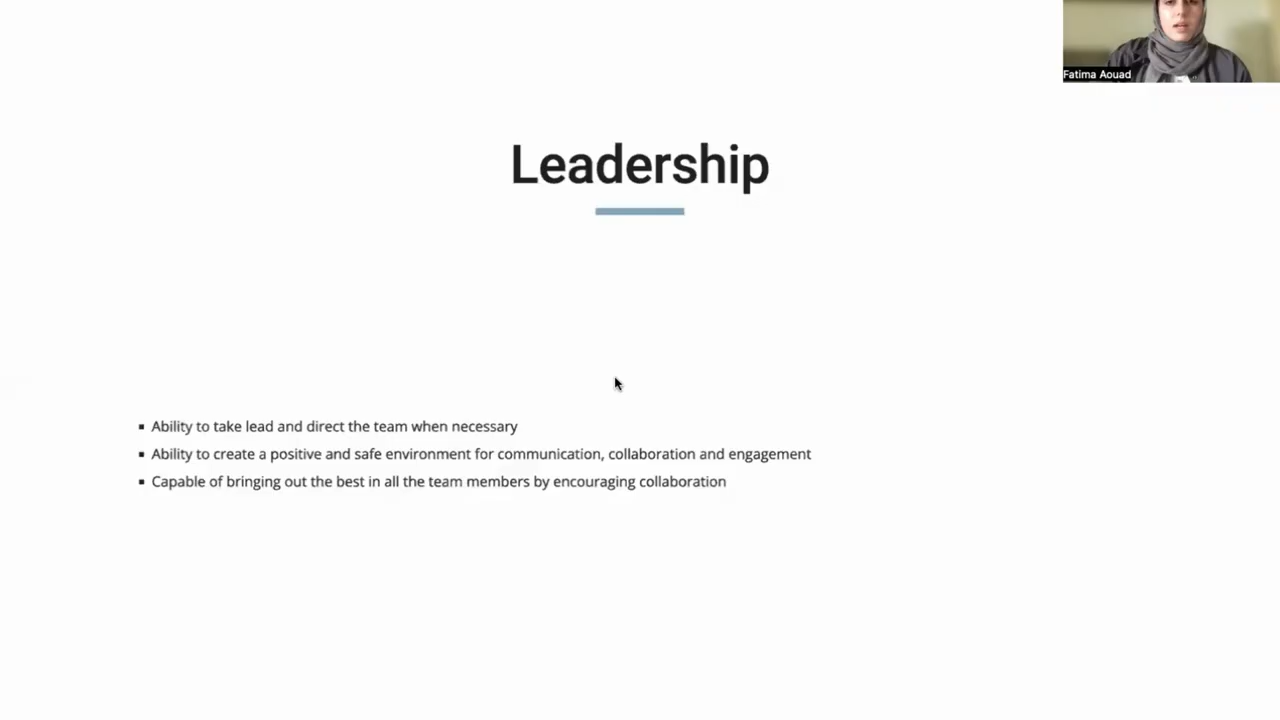 Fatima Aouad
Leadership
▪ Ability to take lead and direct the team when necessary
▪ Ability to create a positive and safe environment for communication, collaboration and engagement
▪ Capable of bringing out the best in all the team members by encouraging collaboration